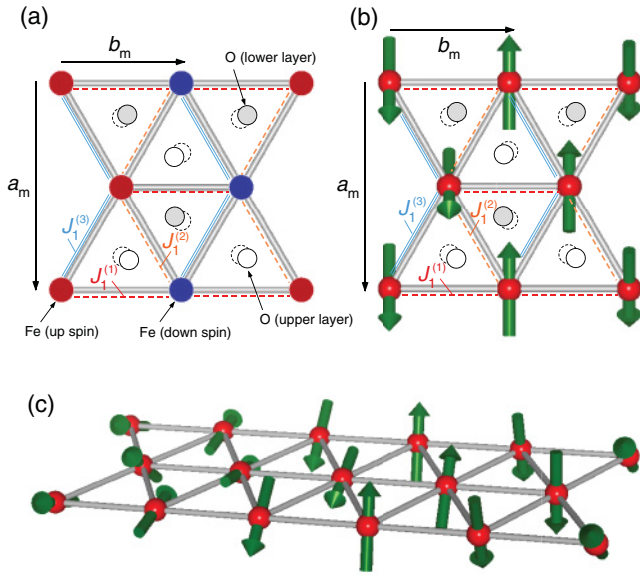 (a)
b_m
O (lower layer)
a_m
J_1^(3)
J_1^(2)
J_1^(1)
Fe (up spin)
Fe (down spin)
O (upper layer)
(b)
b_m
a_m
J_1^(3)
J_1^(2)
J_1^(1)
(c)